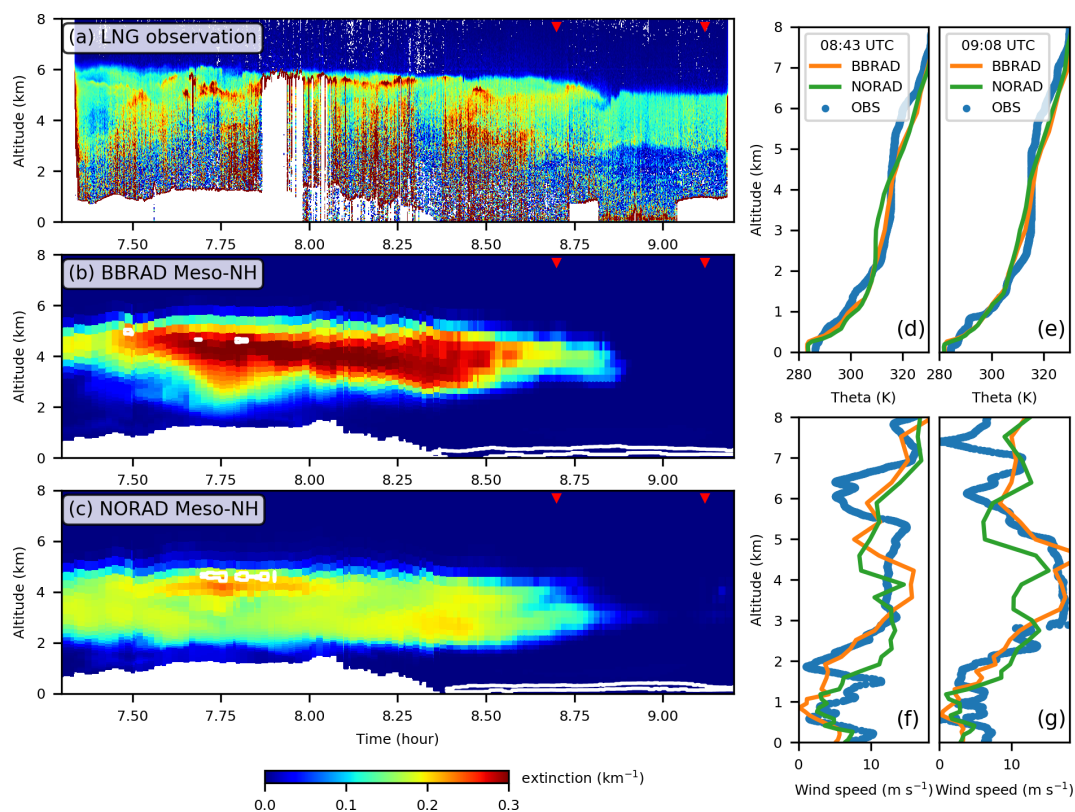 (a) LNG observation
Altitude (km)
8
6
4
2
0
7.50 7.75 8.00 8.25 8.50 8.75 9.00
(b) BBRAD Meso-NH
Altitude (km)
8
6
4
2
0
7.50 7.75 8.00 8.25 8.50 8.75 9.00
(c) NORAD Meso-NH
Altitude (km)
8
6
4
2
0
7.50 7.75 8.00 8.25 8.50 8.75 9.00
Time (hour)
extinction (km⁻¹)
0.0 0.1 0.2 0.3
08:43 UTC
BBRAD
NORAD
OBS
Altitude (km)
8
7
6
5
4
3
2
1
0
(d)
280 300 320
Theta (K)
09:08 UTC
BBRAD
NORAD
OBS
(e)
280 300 320
Theta (K)
Altitude (km)
8
7
6
5
4
3
2
1
0
(f)
0 10
Wind speed (m s⁻¹)
(g)
0 10
Wind speed (m s⁻¹)